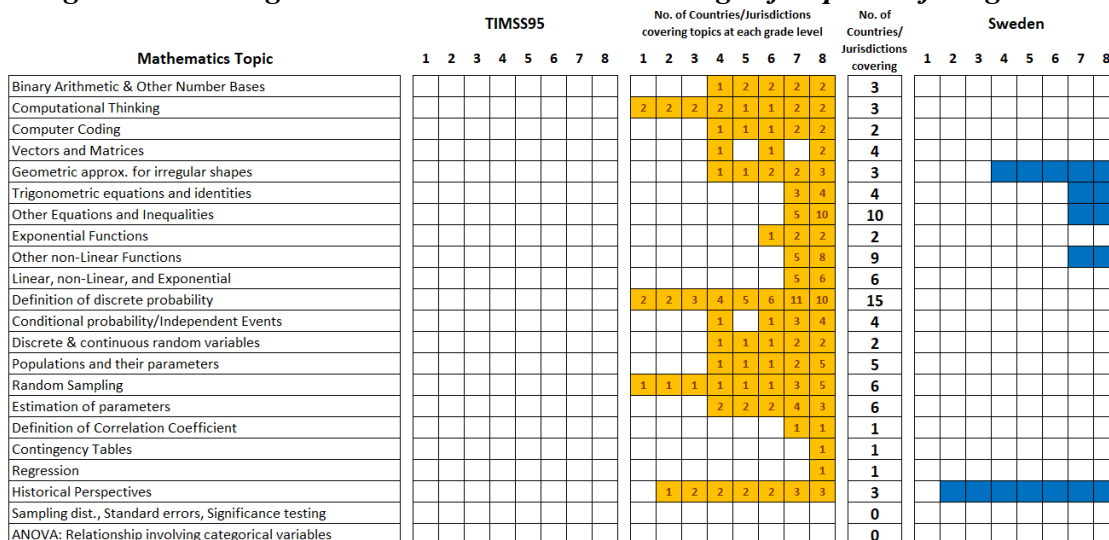 TIMSS95
No. of Countries/Jurisdictions
covering topics at each grade level
No. of
Countries/
Jurisdictions
covering
Sweden
Mathematics Topic 1 2 3 4 5 6 7 8 1 2 3 4 5 6 7 8 1 2 3 4 5 6 7 8
Binary Arithmetic & Other Number Bases 1 2 2 2 2 3
Computational Thinking 2 2 2 2 1 1 2 2 3
Computer Coding 1 1 1 2 2 2
Vectors and Matrices 1 1 2 4
Geometric approx. for irregular shapes 1 1 2 2 3 3
Trigonometric equations and identities 3 4 4
Other Equations and Inequalities 5 10 10
Exponential Functions 1 2 2 2
Other non-Linear Functions 5 8 9
Linear, non-Linear, and Exponential 5 6 6
Definition of discrete probability 2 2 3 4 5 6 11 10 15
Conditional probability/Independent Events 1 1 3 4 4
Discrete & continuous random variables 1 1 1 2 2 2
Populations and their parameters 1 1 1 2 5 5
Random Sampling 1 1 1 1 1 1 3 5 6
Estimation of parameters 2 2 2 4 3 6
Definition of Correlation Coefficient 1 1 1
Contingency Tables 1 1
Regression 1 1
Historical Perspectives 1 2 2 2 2 3 3 3
Sampling dist., Standard errors, Significance testing 0
ANOVA: Relationship involving categorical variables 0